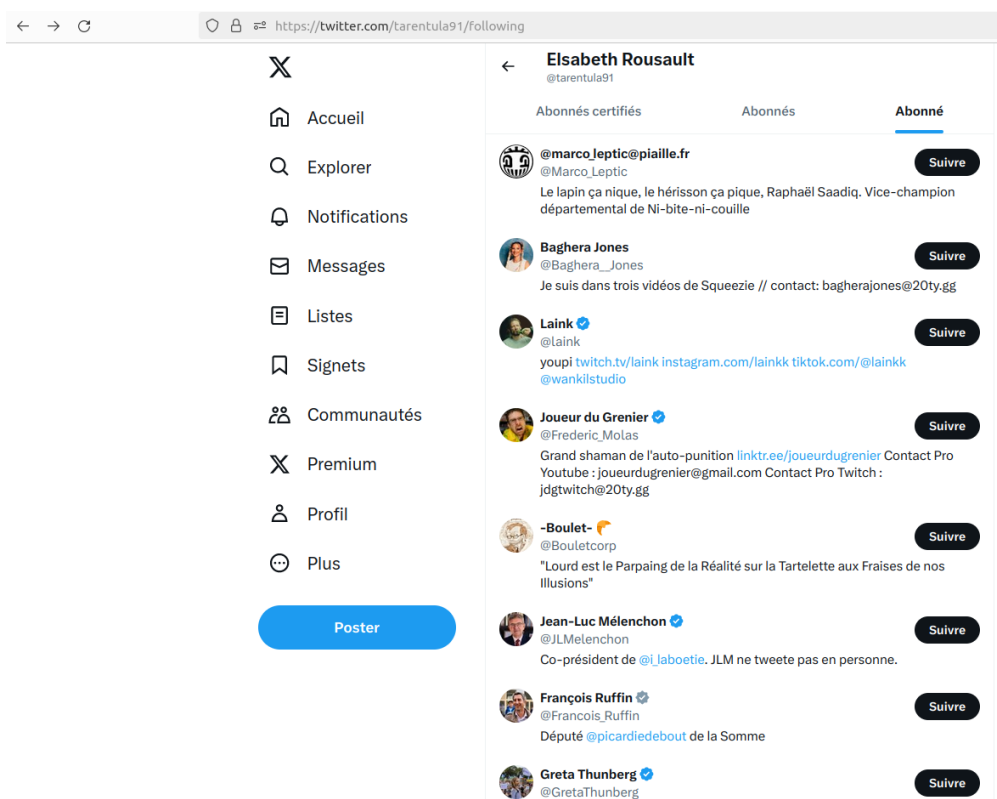 https://twitter.com/tarentula91/following
X
Accueil
Explorer
Notifications
Messages
Listes
Signets
Communautés
Premium
Profil
Plus
Poster
Elsabeth Rousault
@tarentula91
Abonnés certifiés
Abonnés
Abonné
@marco_leptic@piaille.fr
@Marco_Leptic
Suivre
Le lapin ça nique, le hérisson ça pique, Raphaël Saadiq. Vice-champion
départemental de Ni-bite-ni-couille
Baghera Jones
@Baghera__Jones
Suivre
Je suis dans trois vidéos de Squeezie // contact: bagherajones@20ty.gg
Laink
@laink
Suivre
youpi twitch.tv/laink instagram.com/lainkk tiktok.com/@lainkk
@wankilstudio
Joueur du Grenier
@Frederic_Molas
Suivre
Grand shaman de l'auto-punition linktr.ee/joueurdugrenier Contact Pro
Youtube : joueurdugrenier@gmail.com Contact Pro Twitch :
jdgtwitch@20ty.gg
-Boulet-
@Bouletcorp
Suivre
"Lourd est le Parpaing de la Réalité sur la Tartelette aux Fraises de nos
Illusions"
Jean-Luc Mélenchon
@JLMelenchon
Suivre
Co-président de @i_laboetie. JLM ne tweete pas en personne.
François Ruffin
@Francois_Ruffin
Suivre
Député @picardiedebout de la Somme
Greta Thunberg
@GretaThunberg
Suivre